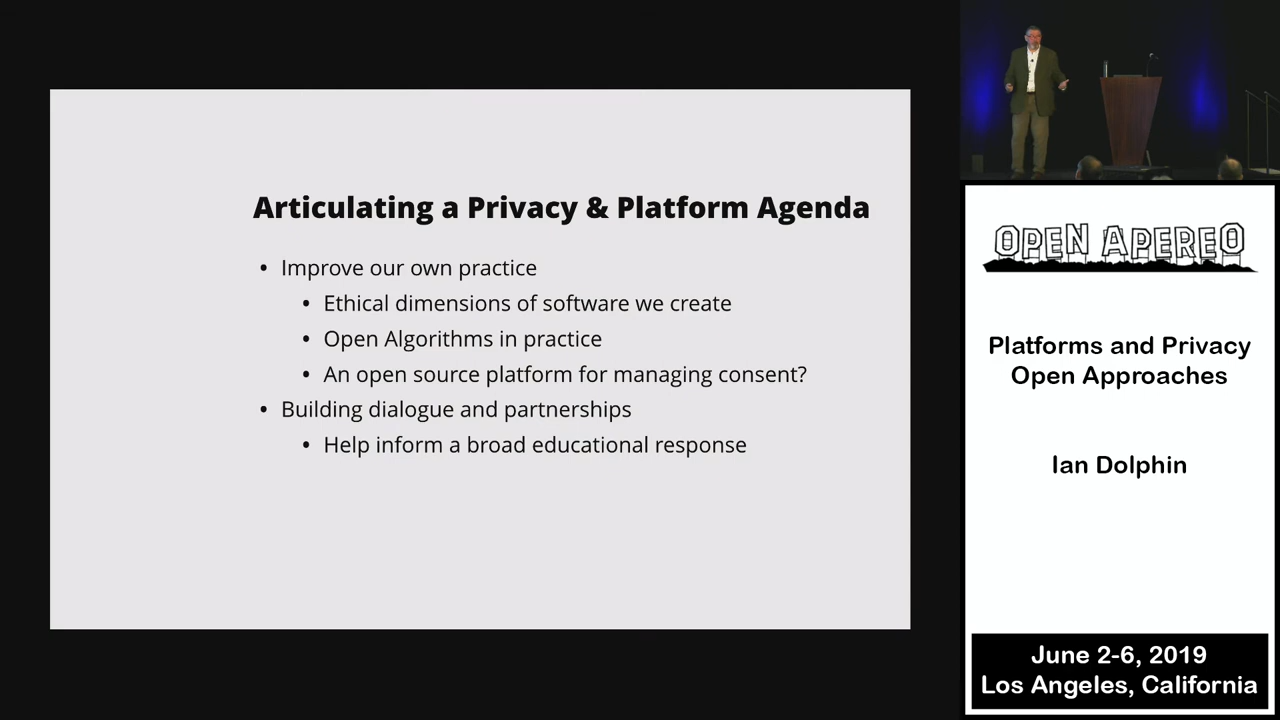 Articulating a Privacy & Platform Agenda
• Improve our own practice
• Ethical dimensions of software we create
• Open Algorithms in practice
• An open source platform for managing consent?
• Building dialogue and partnerships
• Help inform a broad educational response
OPEN APEREO
Platforms and Privacy
Open Approaches
Ian Dolphin
June 2-6, 2019
Los Angeles, California